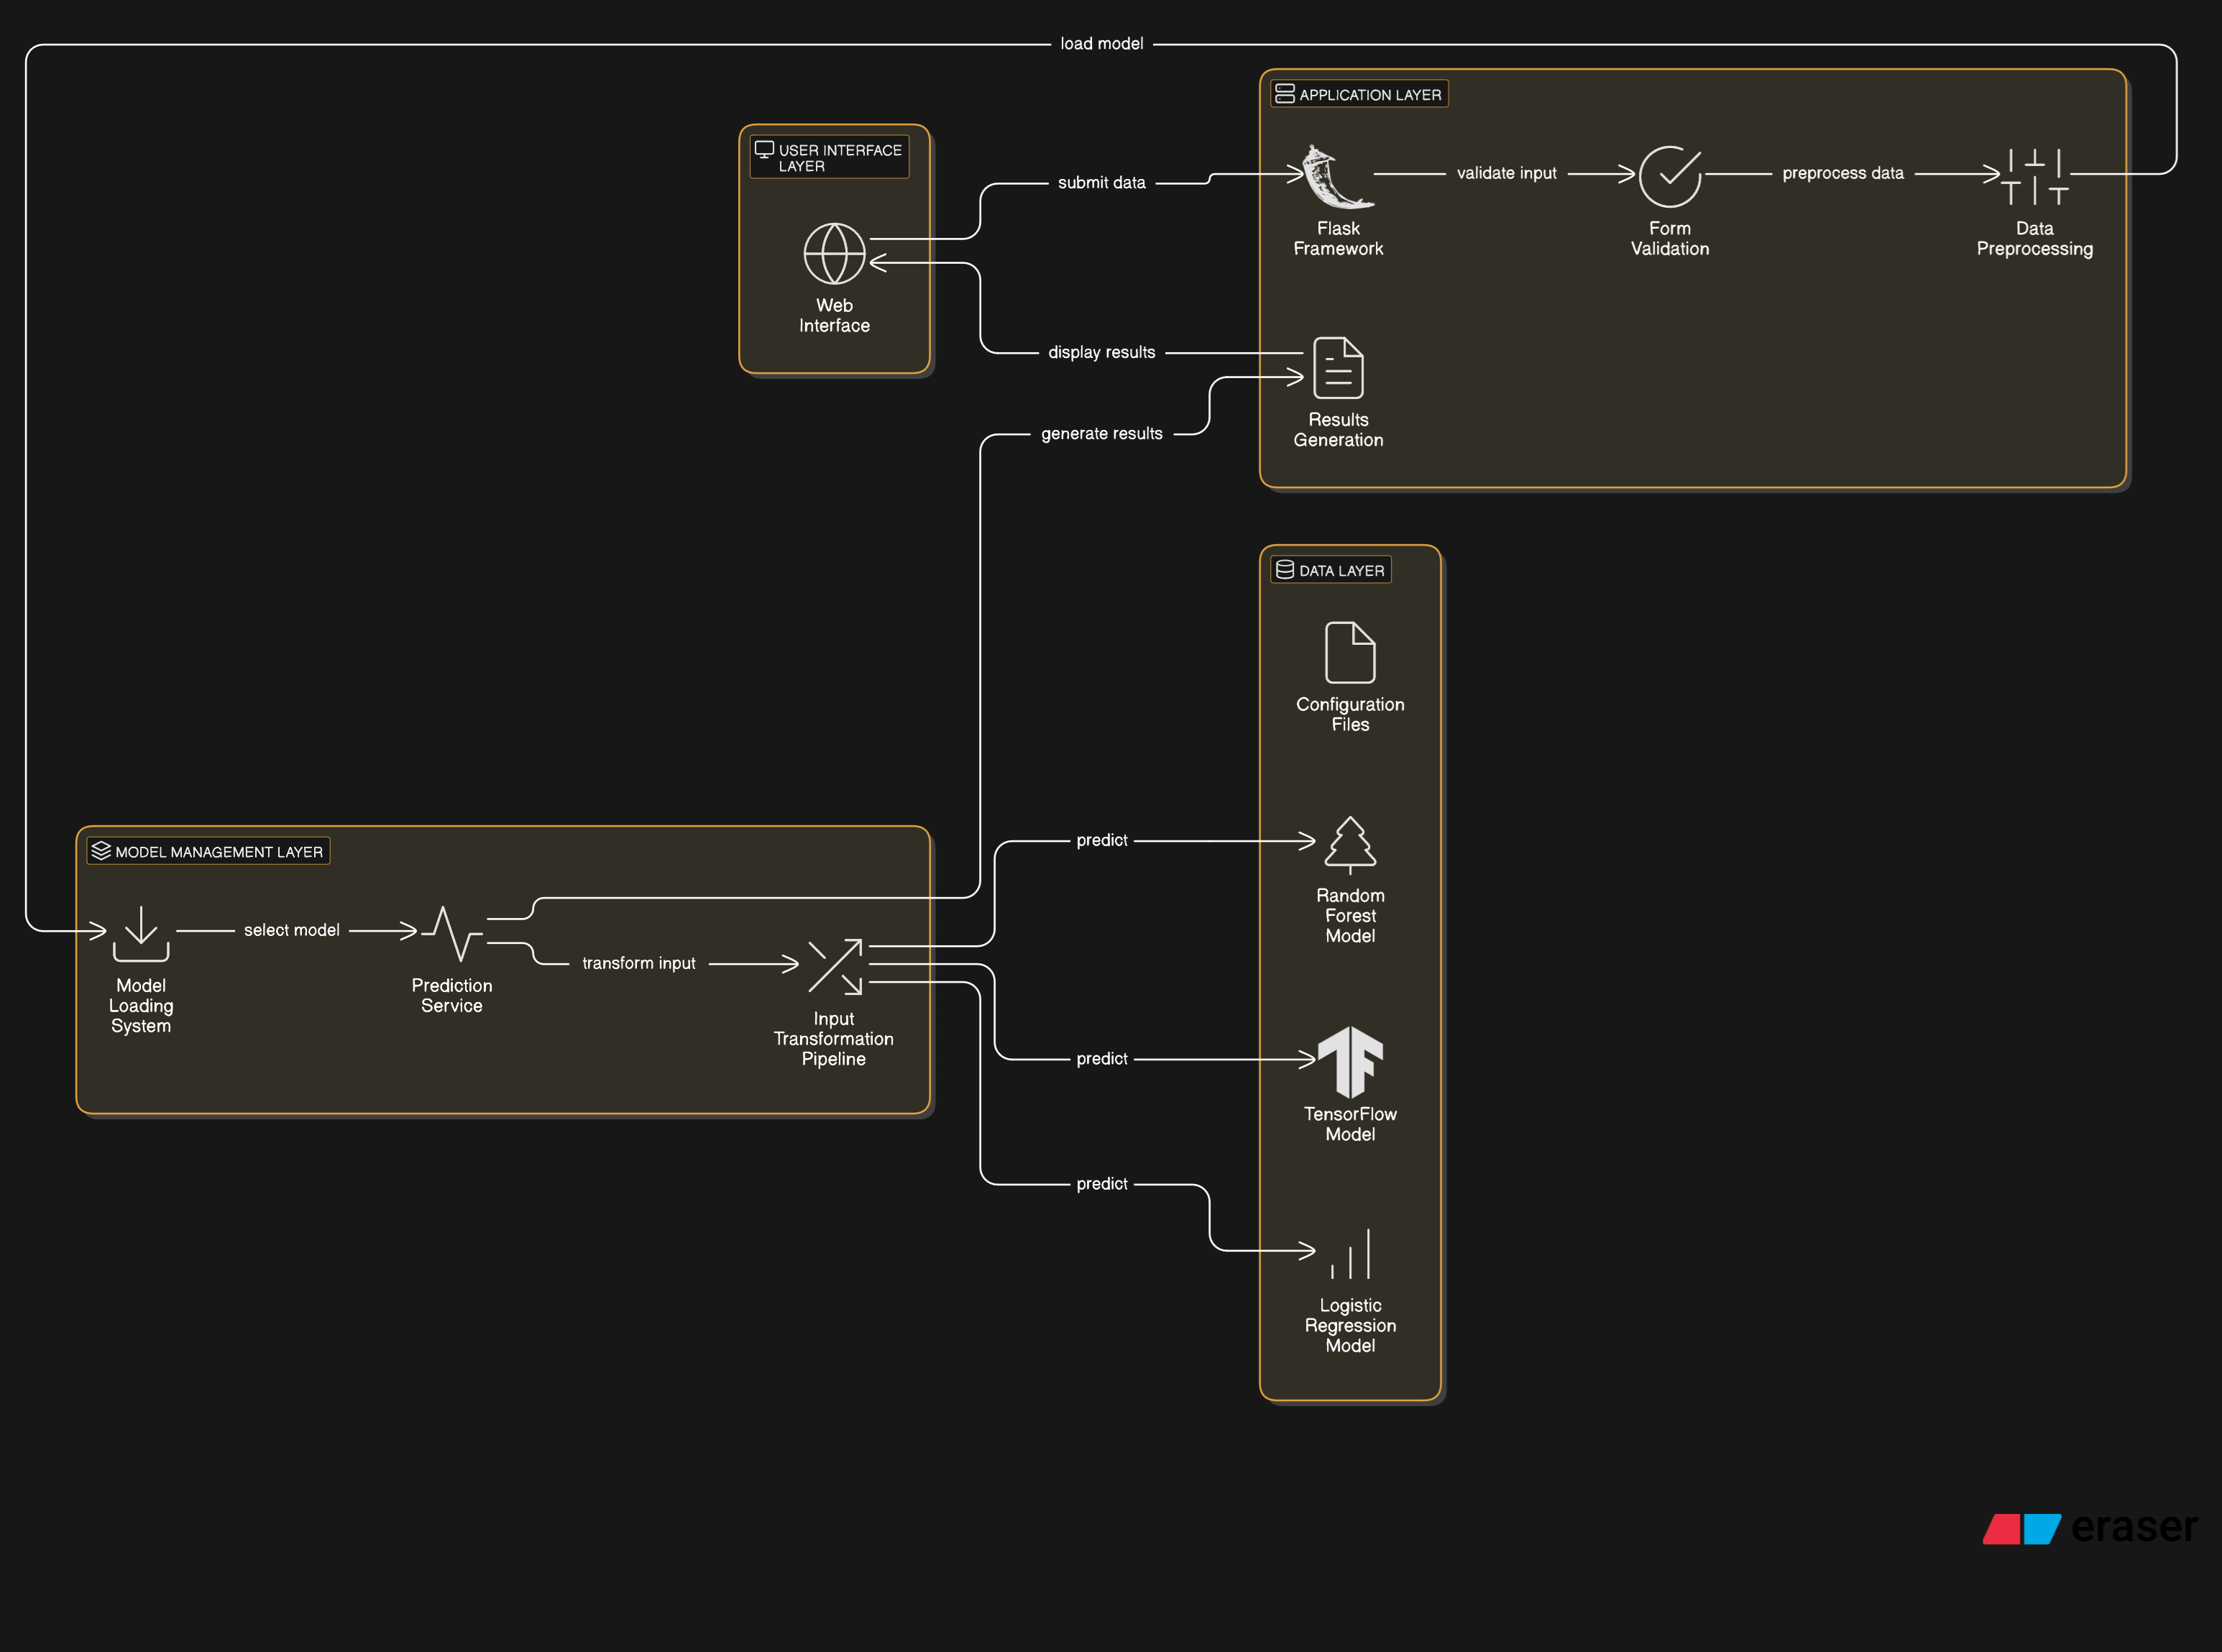 load model
APPLICATION LAYER
USER INTERFACE
LAYER
submit data
validate input
preprocess data
Flask
Framework
Form
Validation
Data
Preprocessing
Web
Interface
display results
generate results
Results
Generation
DATA LAYER
Configuration
Files
MODEL MANAGEMENT LAYER
predict
Random
Forest
Model
select model
transform input
Model
Loading
System
Prediction
Service
Input
Transformation
Pipeline
predict
TensorFlow
Model
predict
Logistic
Regression
Model
eraser